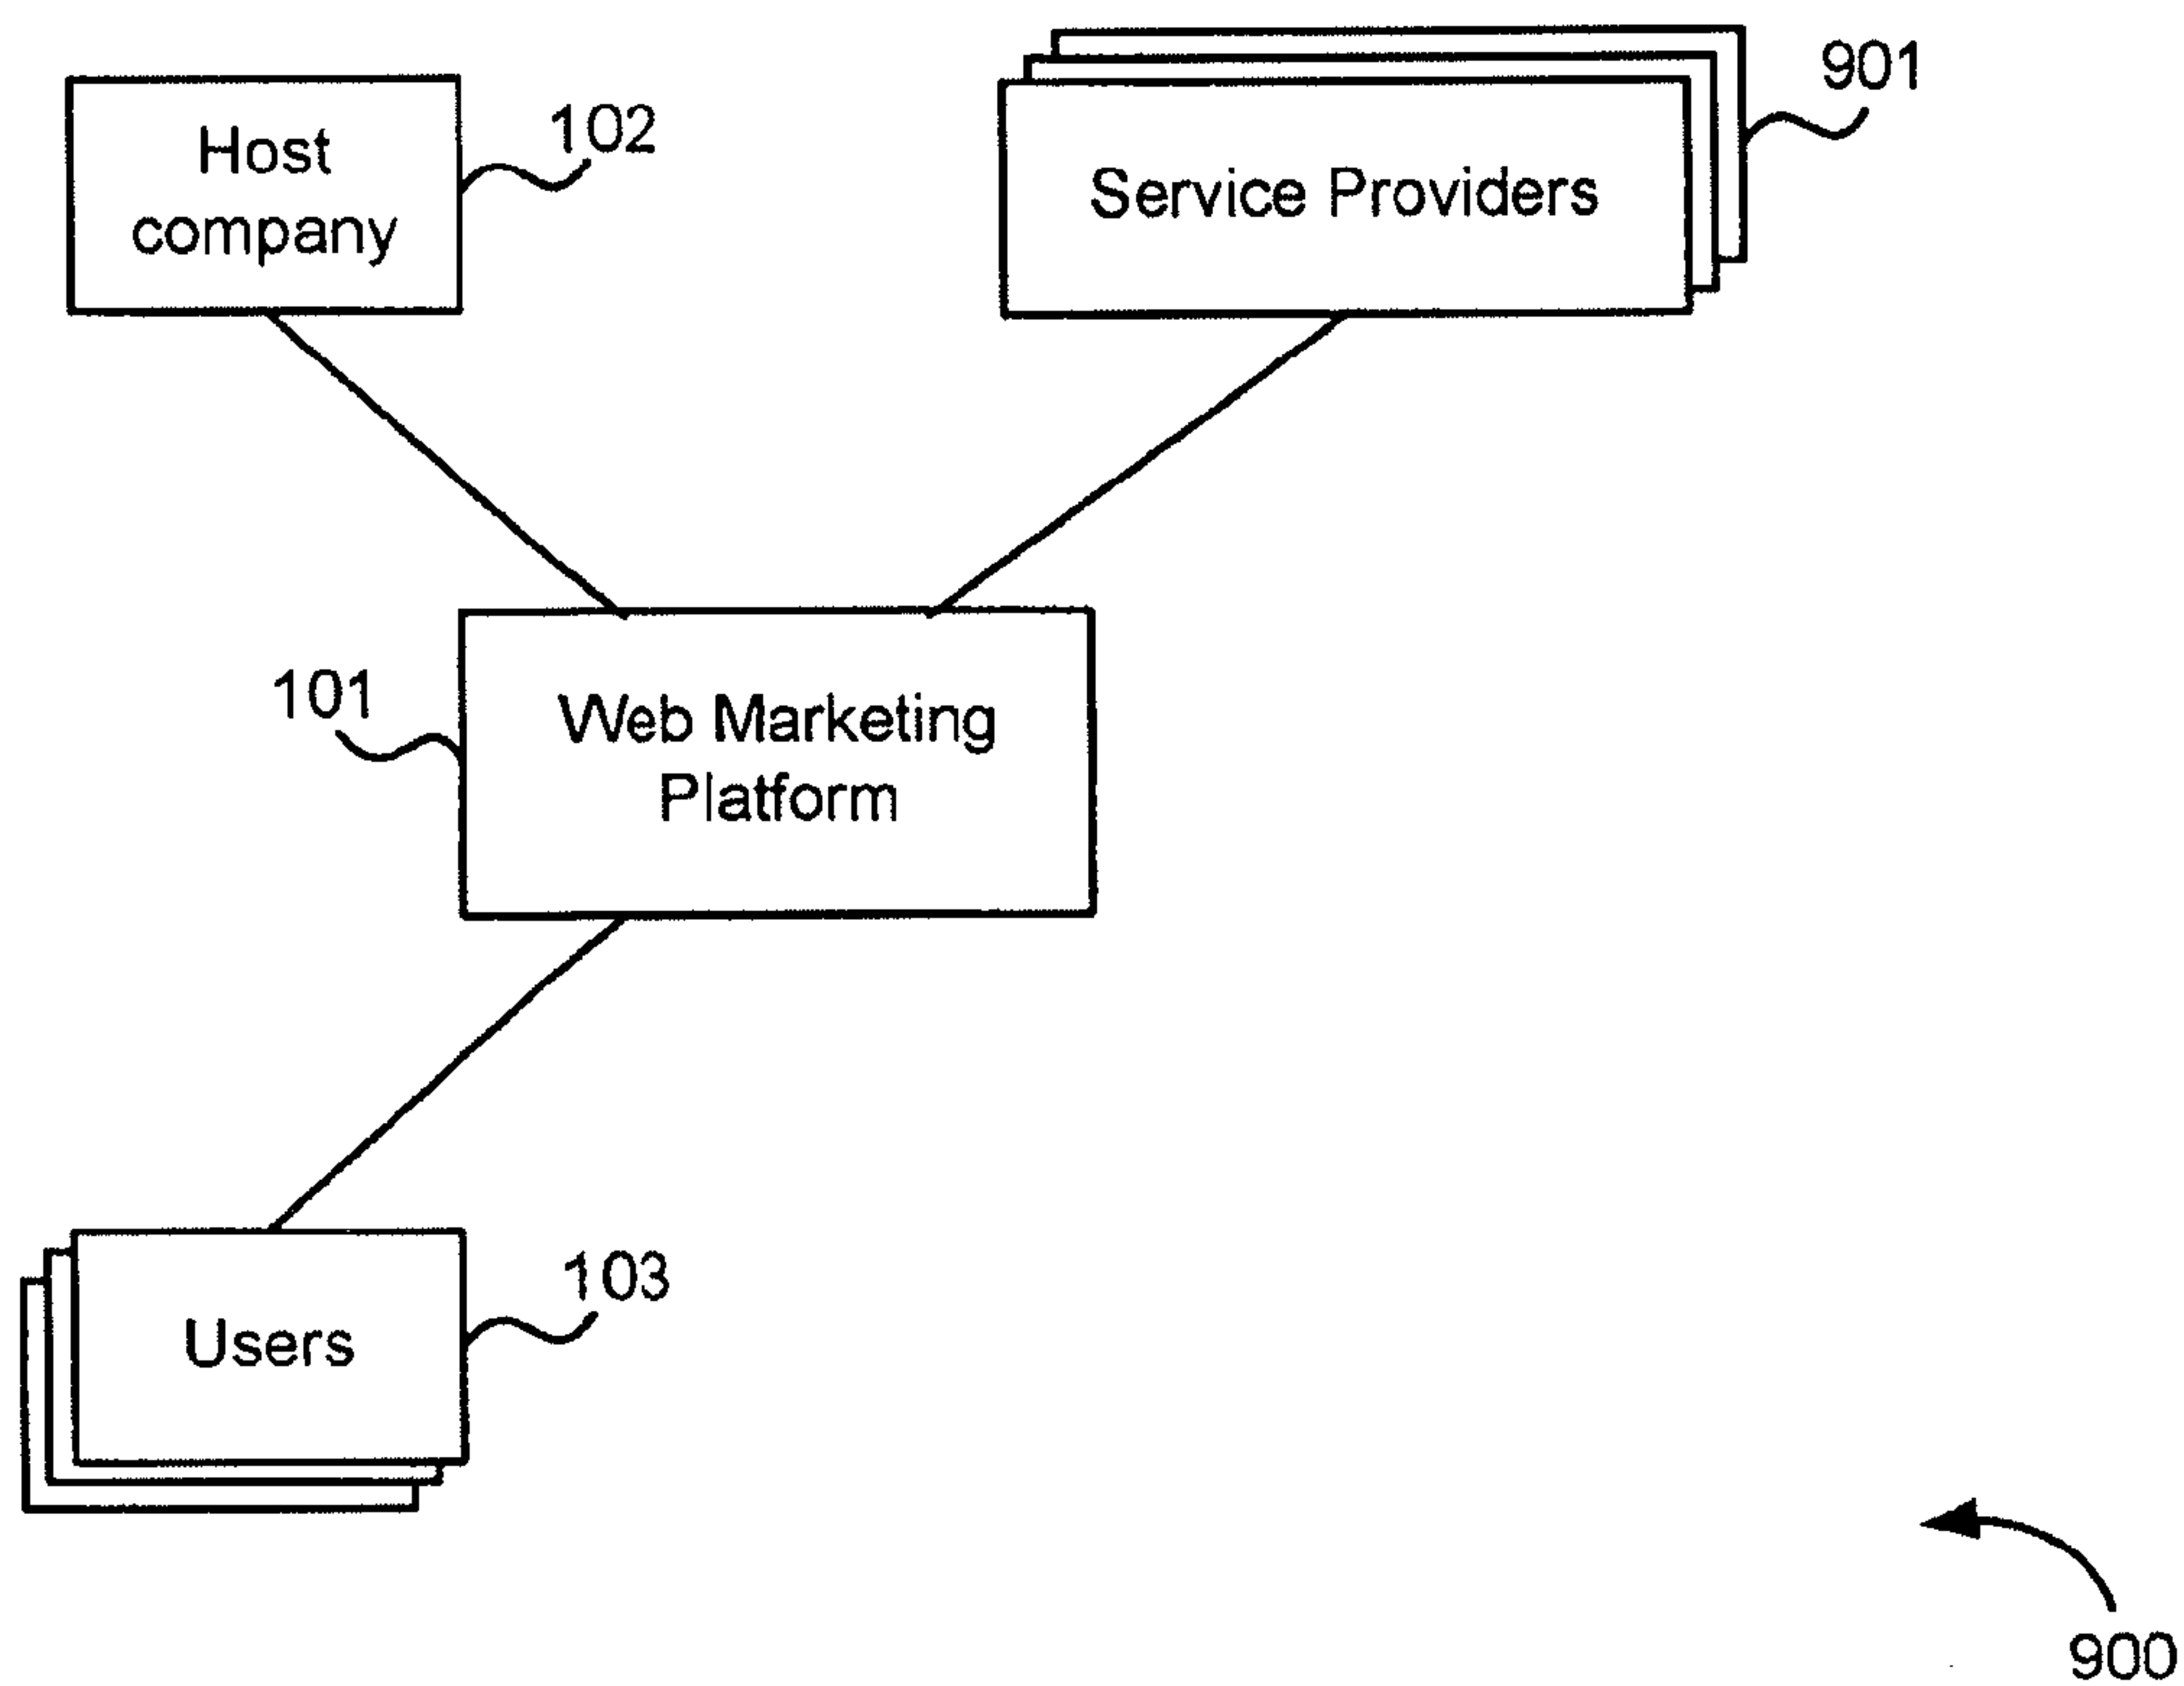 901
102
Host
company
Service Providers
101
Web Marketing
Platform
103
Users
900